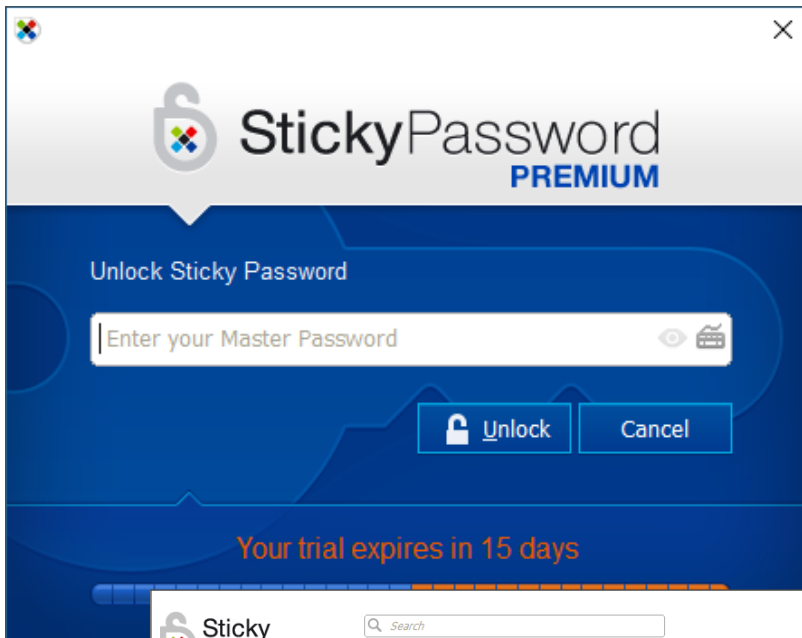 StickyPassword
PREMIUM
Unlock Sticky Password
Enter your Master Password
Unlock
Cancel
Your trial expires in 15 days
Sticky
Search